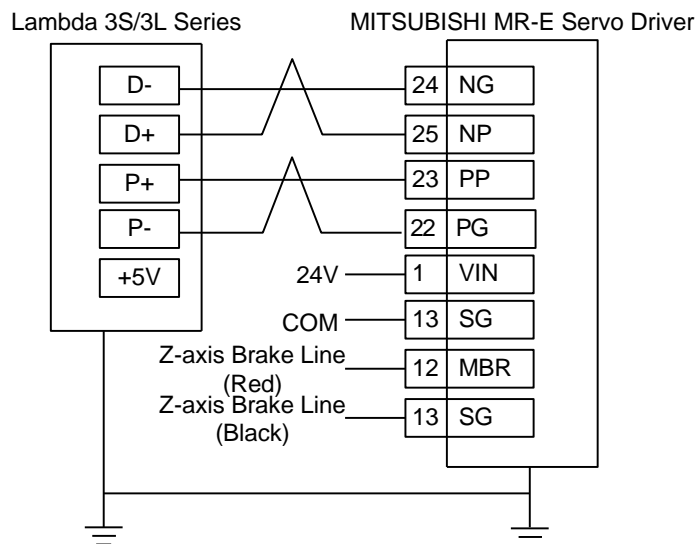 Lambda 3S/3L Series
MITSUBISHI MR-E Servo Driver
D-
24 NG
D+
25 NP
P+
23 PP
P-
22 PG
+5V
24V
1 VIN
COM
13 SG
Z-axis Brake Line
(Red)
12 MBR
Z-axis Brake Line
(Black)
13 SG